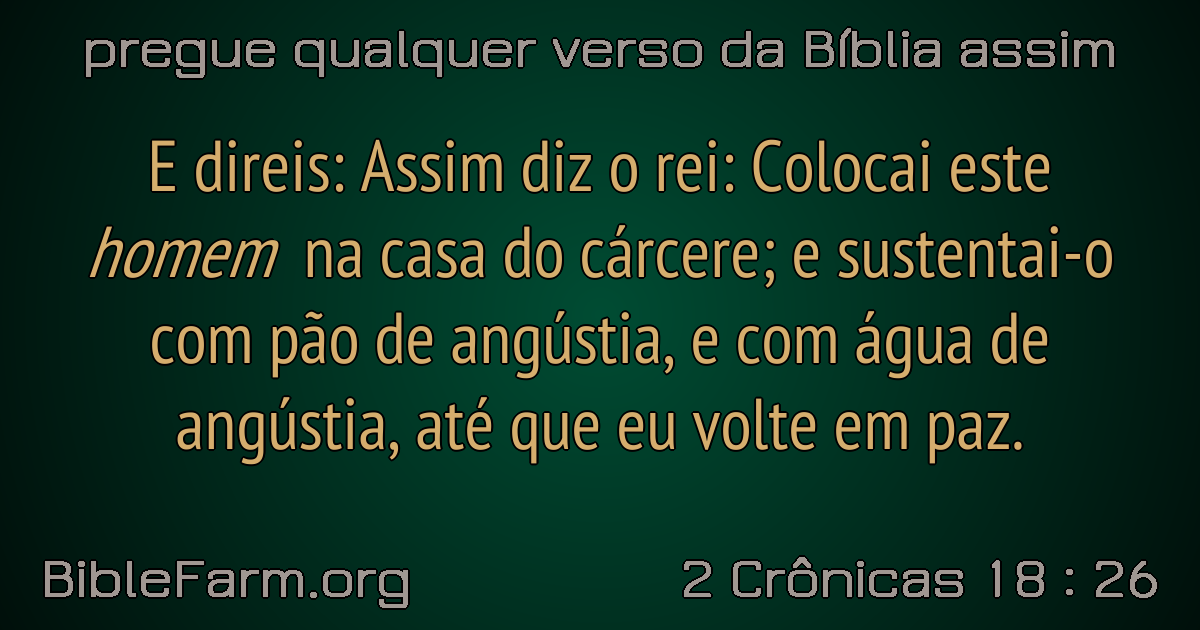 pregue qualquer verso da Bíblia assim
E direis: Assim diz o rei: Colocai este
homem na casa do cárcere; e sustentai-o
com pão de angústia, e com água de
angústia, até que eu volte em paz.
BibleFarm.org
2 Crônicas 18 : 26